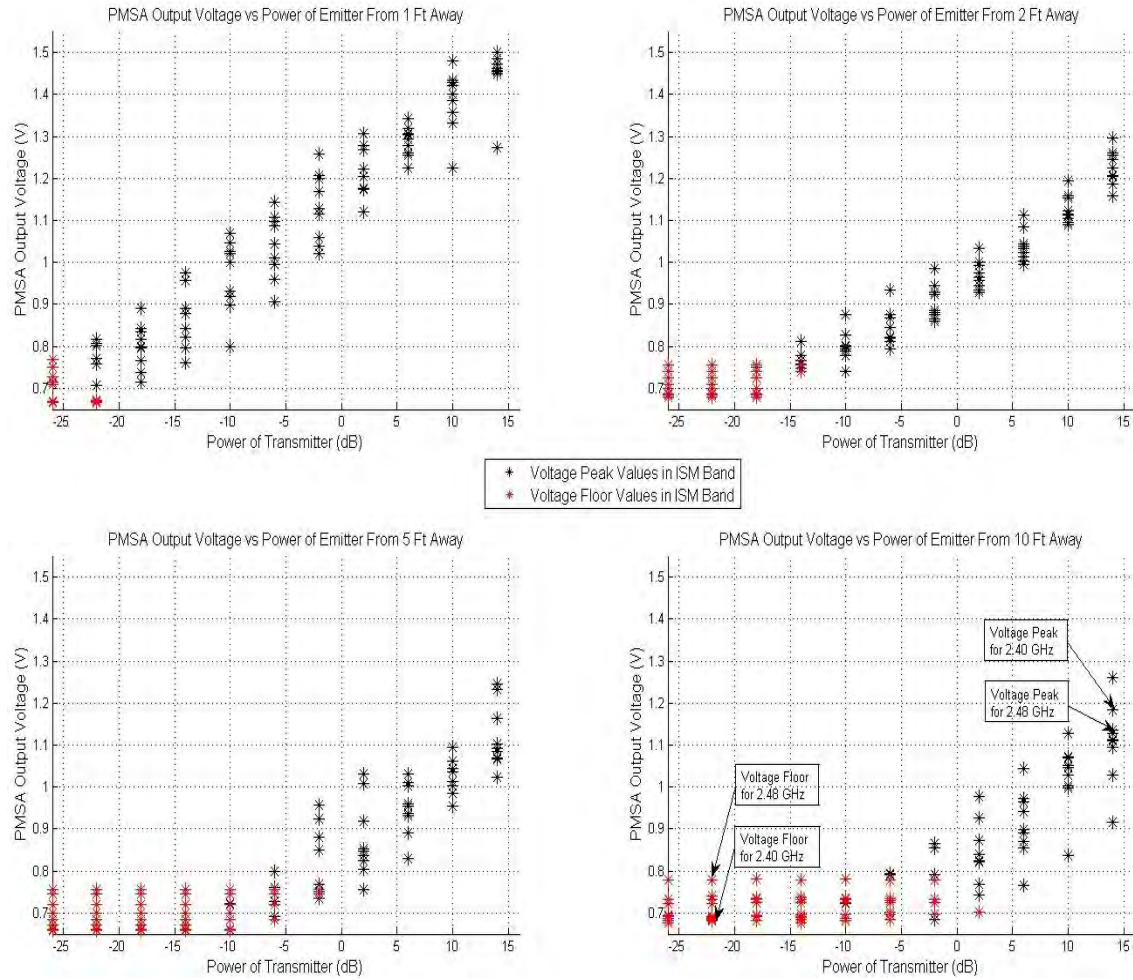 PMSA Output Voltage vs Power of Emitter From 1 Ft Away
1.5
1.4
1.3
1.2
1.1
1
0.9
0.8
0.7
PMSA Output Voltage (V)
-25 -20 -15 -10 -5 0 5 10 15
Power of Transmitter (dB)
PMSA Output Voltage vs Power of Emitter From 2 Ft Away
1.5
1.4
1.3
1.2
1.1
1
0.9
0.8
0.7
PMSA Output Voltage (V)
-25 -20 -15 -10 -5 0 5 10 15
Power of Transmitter (dB)
Voltage Peak Values in ISM Band
Voltage Floor Values in ISM Band
PMSA Output Voltage vs Power of Emitter From 5 Ft Away
1.5
1.4
1.3
1.2
1.1
1
0.9
0.8
0.7
PMSA Output Voltage (V)
-25 -20 -15 -10 -5 0 5 10 15
Power of Transmitter (dB)
PMSA Output Voltage vs Power of Emitter From 10 Ft Away
1.5
1.4
1.3
1.2
1.1
1
0.9
0.8
0.7
PMSA Output Voltage (V)
Voltage Peak
for 2.40 GHz
Voltage Peak
for 2.48 GHz
Voltage Floor
for 2.48 GHz
Voltage Floor
for 2.40 GHz
-25 -20 -15 -10 -5 0 5 10 15
Power of Transmitter (dB)